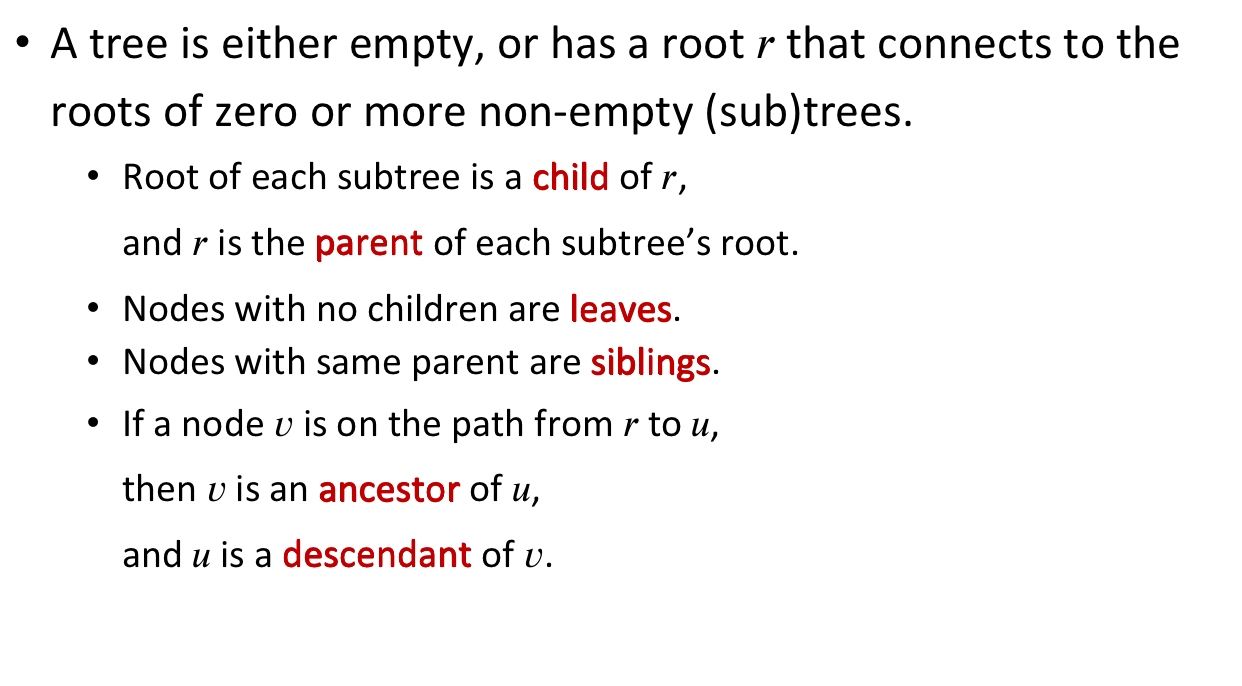 • A tree is either empty, or has a root r that connects to the
roots of zero or more non-empty (sub)trees.
• Root of each subtree is a child of r,
and r is the parent of each subtree’s root.
• Nodes with no children are leaves.
• Nodes with same parent are siblings.
• If a node v is on the path from r to u,
then v is an ancestor of u,
and u is a descendant of v.